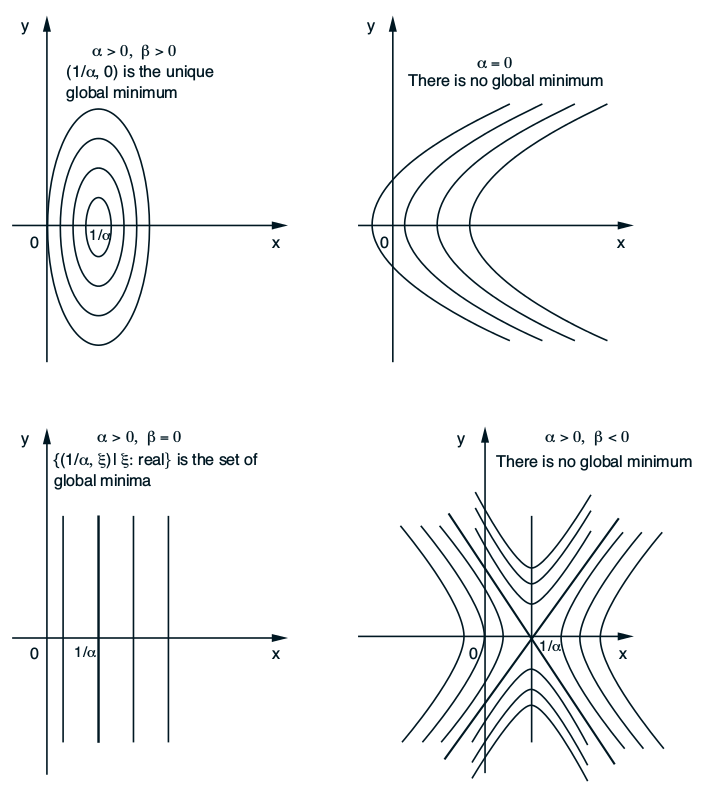 y
α > 0, β > 0
(1/α, 0) is the unique
global minimum
1/α
0
x
y
α = 0
There is no global minimum
0
x
y
α > 0, β = 0
{(1/α, ξ) | ξ: real} is the set of
global minima
0
1/α
x
y
α > 0, β < 0
There is no global minimum
0
1/α
x